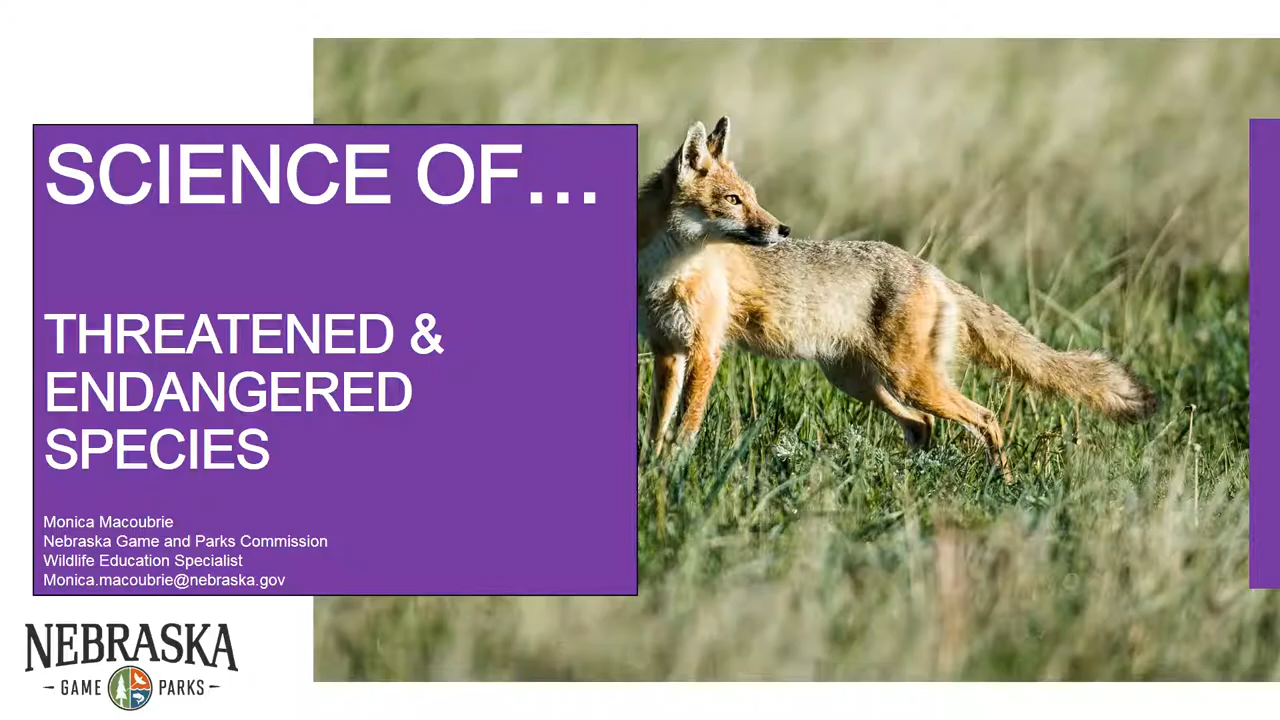 SCIENCE OF...
THREATENED &
ENDANGERED
SPECIES
Monica Macoubrie
Nebraska Game and Parks Commission
Wildlife Education Specialist
Monica.macoubrie@nebraska.gov
NEBRASKA
GAME PARKS